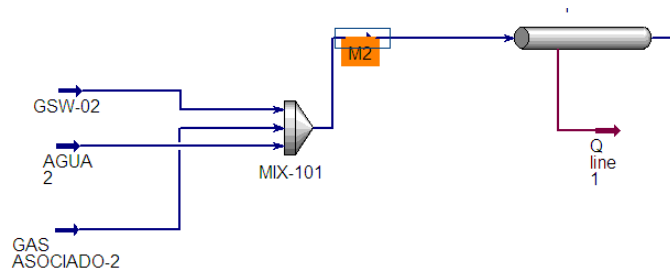 M2
GSW-02
AGUA
2
MIX-101
Q
line
1
GAS
ASOCIADO-2